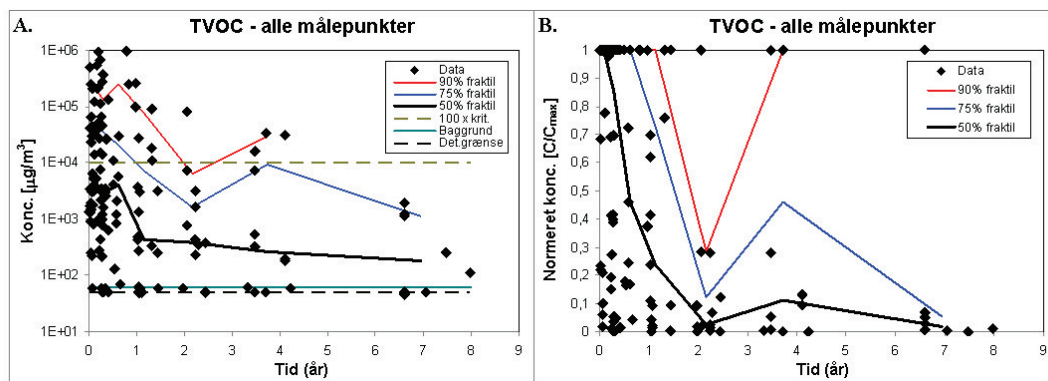 A.
TVOC - alle målepunkter
1E+06
1E+05
1E+04
1E+03
1E+02
1E+01
Konc. [µg/m³]
Data
90% fraktil
75% fraktil
50% fraktil
100 x krit.
Baggrund
Det.grænse
0 1 2 3 4 5 6 7 8 9
Tid (år)
B.
TVOC - alle målepunkter
1
0,9
0,8
0,7
0,6
0,5
0,4
0,3
0,2
0,1
0
Normeret konc. [C/Cmax]
Data
90% fraktil
75% fraktil
50% fraktil
0 1 2 3 4 5 6 7 8 9
Tid (år)